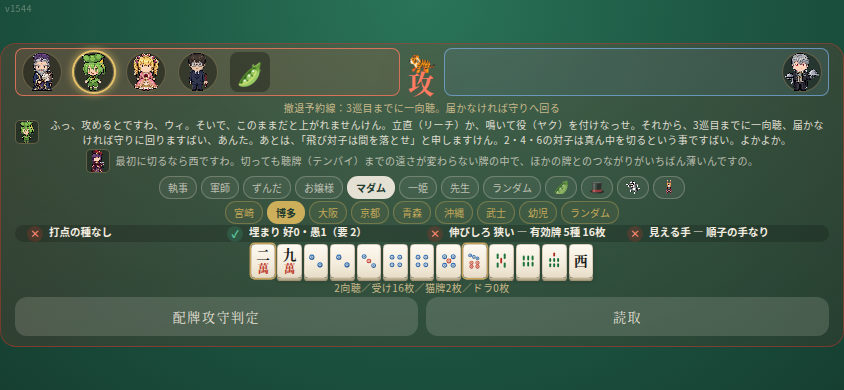 v1544
攻
撤退予約線：3巡目までに一向聴。届かなければ守りへ回る
ふっ、攻めるとですわ、ウィ。そいで、このままだと上がれませんけん。立直（リーチ）か、鳴いて役（ヤク）を付けなっせ。それから、3巡目までに一向聴、届かな
ければ守りに回りますばい、あんた。あとは、「飛び対子は間を落とせ」と申しますけん。2・4・6の対子は真ん中を切るという事ですばい。よかよか。
最初に切るなら西ですわ。切っても聴牌（テンパイ）までの遠さが変わらない牌の中で、ほかの牌とのつながりがいちばん薄いんですの。
執事 軍師 ずんだ お嬢様 マダム 一姫 先生 ランダム
宮崎 博多 大阪 京都 青森 沖縄 武士 幼児 ランダム
✕ 打点の種なし ✓ 埋まり 好0・愚1（要 2） ✕ 伸びしろ 狭い — 有効牌 5種 16枚 ✕ 見える手 — 順子の手なり
二萬 九萬 西
2向聴／受け16枚／猫牌2枚／ドラ0枚
配牌攻守判定 読取